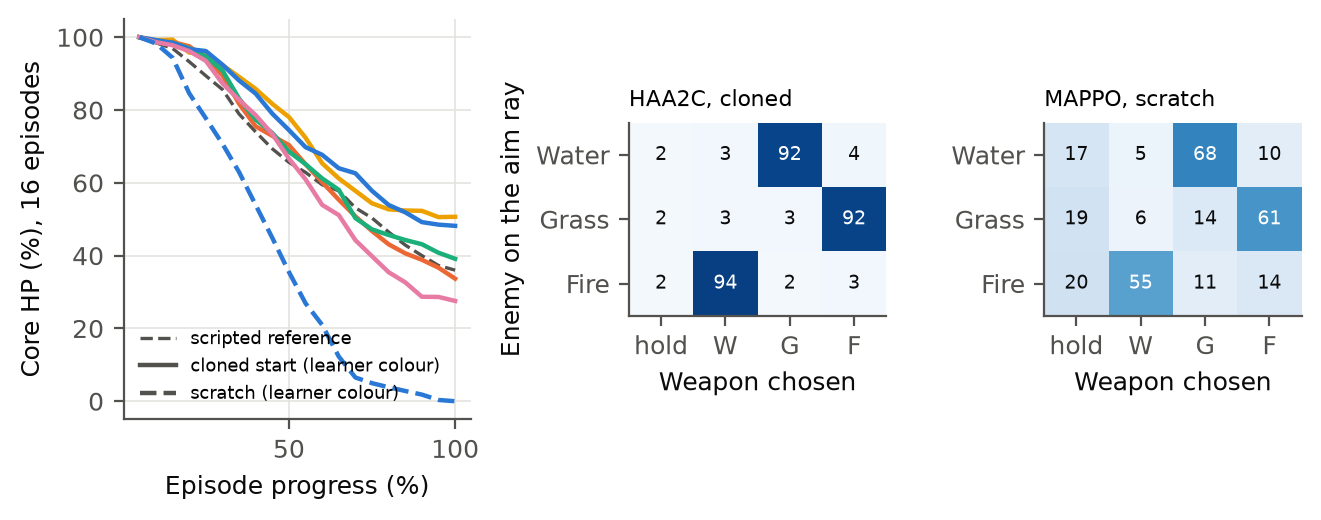 Core HP (%), 16 episodes
100
80
60
40
20
0
scripted reference
cloned start (learner colour)
scratch (learner colour)
50
100
Episode progress (%)
Enemy on the aim ray
HAA2C, cloned
Water
2
3
92
4
Grass
2
3
3
92
Fire
2
94
2
3
hold
W
G
F
Weapon chosen
MAPPO, scratch
Water
17
5
68
10
Grass
19
6
14
61
Fire
20
55
11
14
hold
W
G
F
Weapon chosen